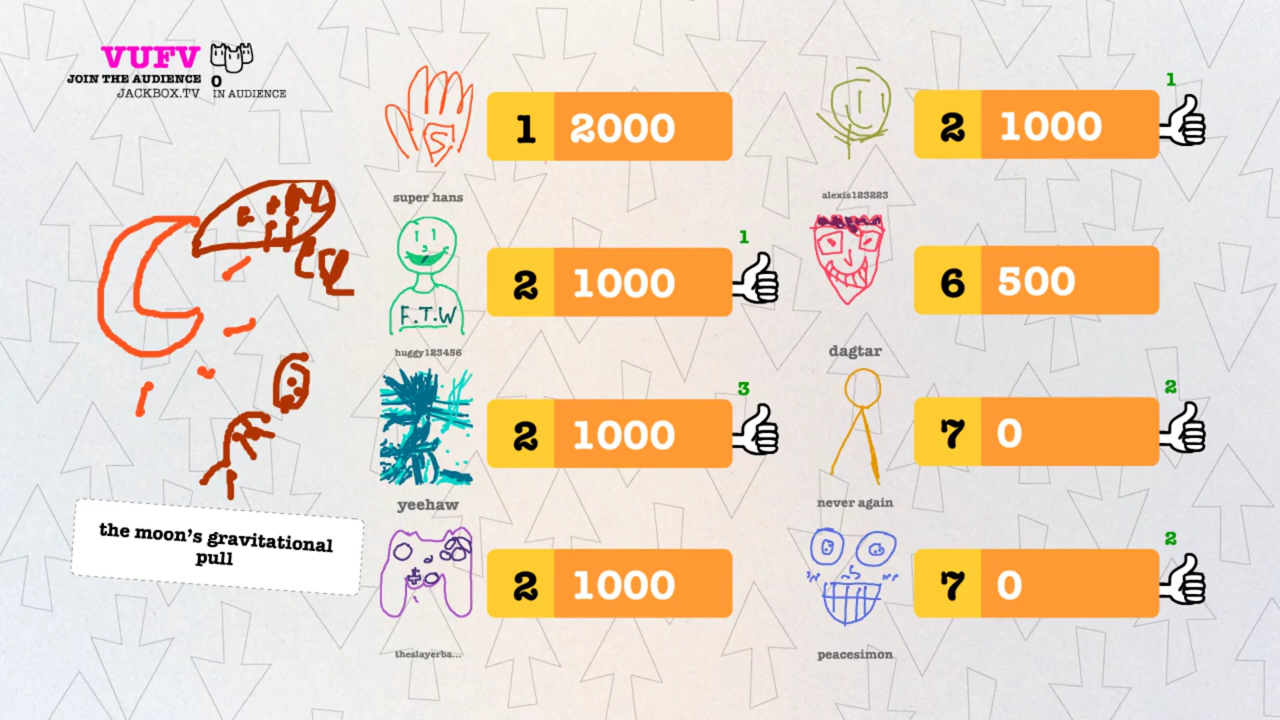 VUFV
JOIN THE AUDIENCE
JACKBOX.TV
0
IN AUDIENCE
the moon's gravitational
pull
S
super hans
1 2000
1
2 1000
alexis123223
F.T.W
huggy123456
2 1000
1
dagtar
6 500
yeehaw
2 1000
3
never again
7 0
2
theslayerba...
2 1000
peacesimon
7 0
2